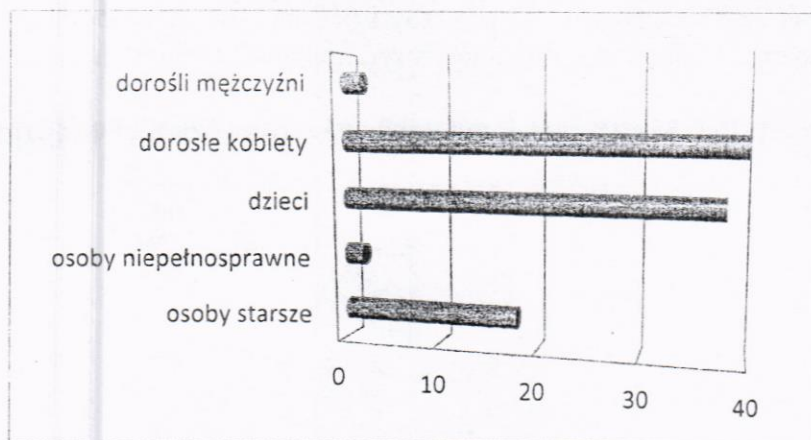 dorośli mężczyźni
dorosłe kobiety
dzieci
osoby niepełnosprawne
osoby starsze
0 10 20 30 40